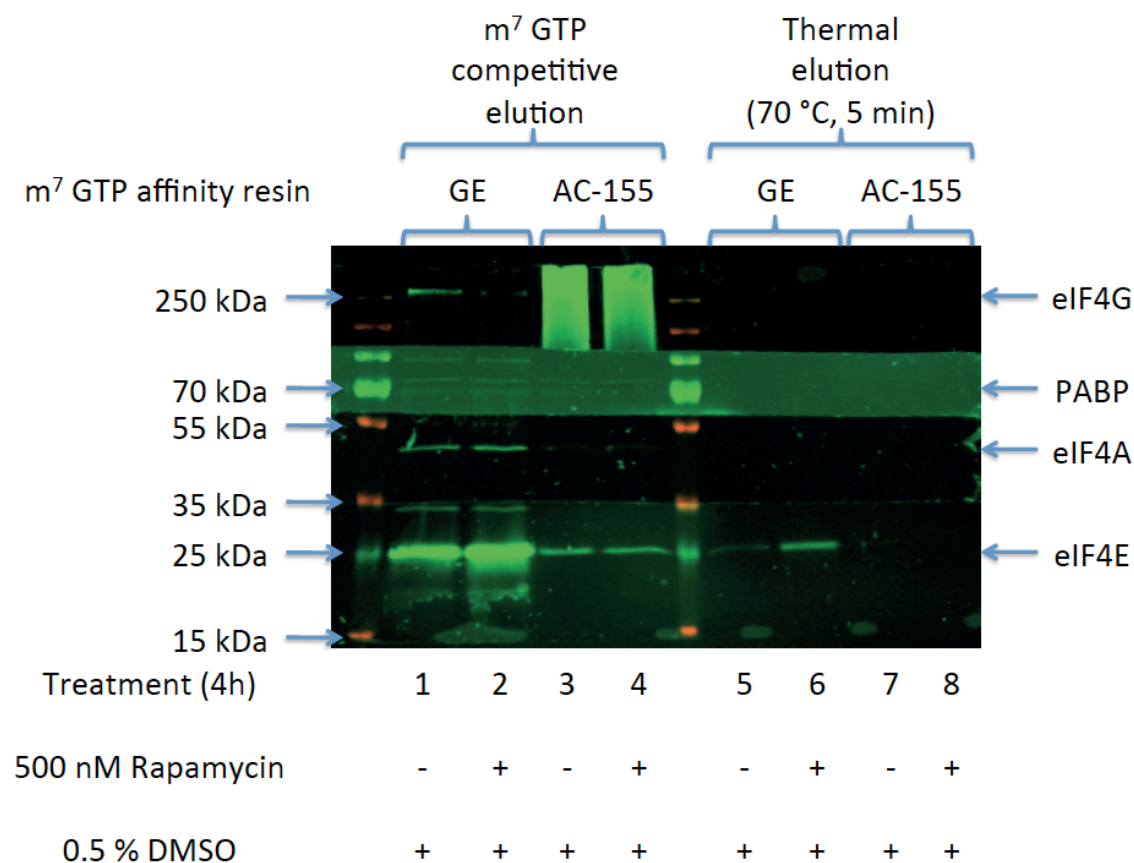 m⁷ GTP
competitive
elution
Thermal
elution
(70 °C, 5 min)
m⁷ GTP affinity resin
GE
AC-155
GE
AC-155
250 kDa
eIF4G
70 kDa
PABP
55 kDa
eIF4A
35 kDa
25 kDa
eIF4E
15 kDa
Treatment (4h) 1 2 3 4 5 6 7 8
500 nM Rapamycin - + - + - + - +
0.5 % DMSO + + + + + + + +